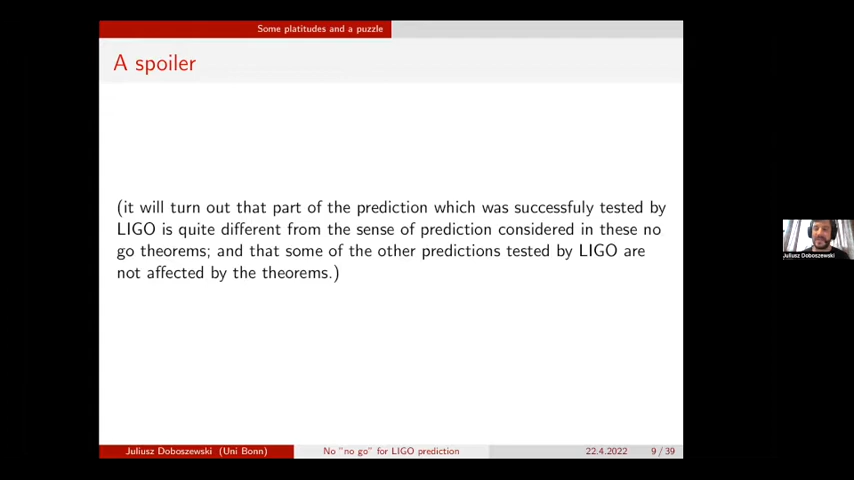 Some platitudes and a puzzle
A spoiler
(it will turn out that part of the prediction which was successfuly tested by
LIGO is quite different from the sense of prediction considered in these no
go theorems; and that some of the other predictions tested by LIGO are
not affected by the theorems.)
Juliusz Doboszewski
Juliusz Doboszewski (Uni Bonn)
No "no go" for LIGO prediction
22.4.2022
9 / 39